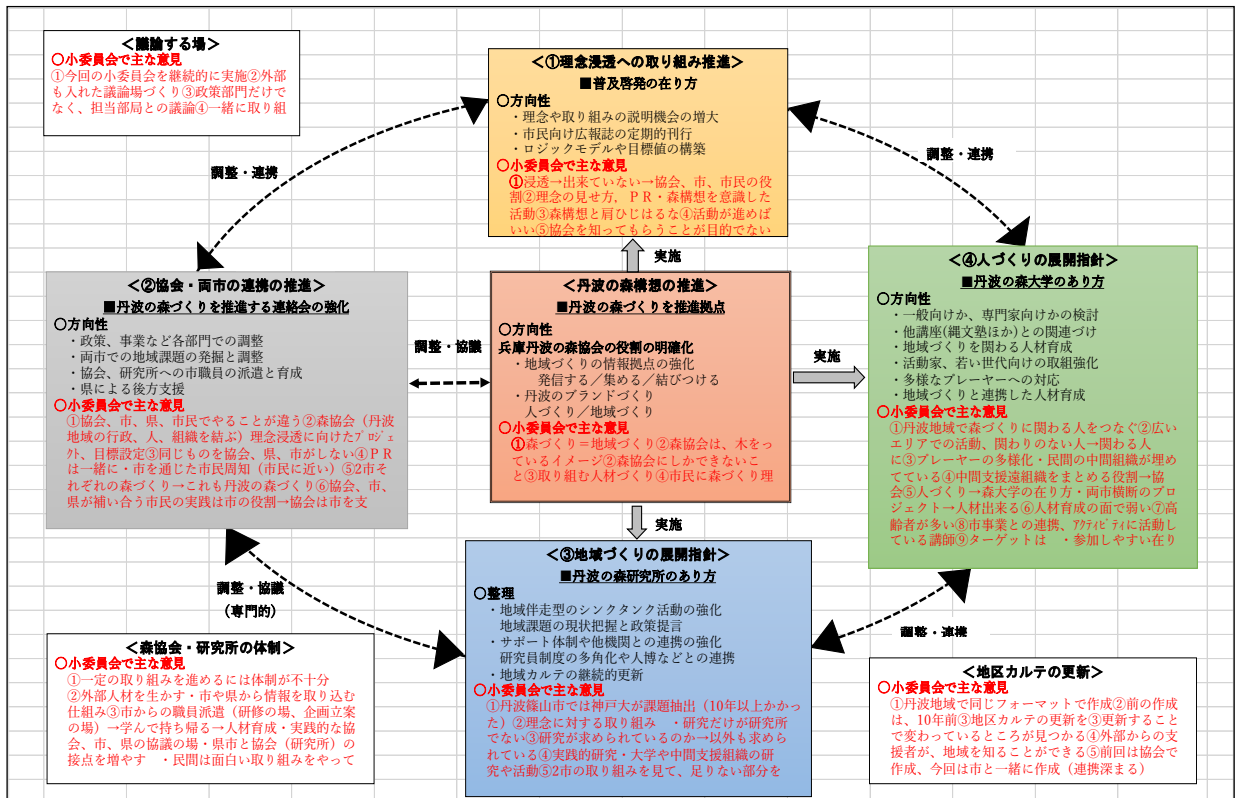 ＜議論する場＞
○小委員会で主な意見
①今回の小委員会を継続的に実施②外部
も入れた議論場づくり③政策部門だけで
なく、担当部局との議論④一緒に取り組
＜①理念浸透への取り組み推進＞
■普及啓発の在り方
○方向性
・理念や取り組みの説明機会の増大
・市民向け広報誌の定期的刊行
・ロジックモデルや目標値の構築
○小委員会で主な意見
①浸透→出来ていない→協会、市、市民の役
割②理念の見せ方，ＰＲ・森構想を意識した
活動③森構想と肩ひじはるな④活動が進めば
いい⑤協会を知ってもらうことが目的でない
調整・連携
調整・連携
実施
＜②協会・両市の連携の推進＞
■丹波の森づくりを推進する連絡会の強化
○方向性
・政策、事業など各部門での調整
・両市での地域課題の発掘と調整
・協会、研究所への市職員の派遣と育成
・県による後方支援
○小委員会で主な意見
①協会、市、県、市民でやることが違う②森協会（丹波
地域の行政、人、組織を結ぶ）理念浸透に向けたﾌﾟﾛｼﾞｪ
ｸﾄ、目標設定③同じものを協会、県、市がしない④ＰＲ
は一緒に・市を通じた市民周知（市民に近い）⑤2市そ
れぞれの森づくり→これも丹波の森づくり⑥協会、市、
県が補い合う市民の実践は市の役割→協会は市を支
調整・協議
＜丹波の森構想の推進＞
■丹波の森づくりを推進拠点
○方向性
兵庫丹波の森協会の役割の明確化
・地域づくりの情報拠点の強化
発信する／集める／結びつける
・丹波のブランドづくり
人づくり／地域づくり
○小委員会で主な意見
①森づくり＝地域づくり②森協会は、木をっ
ているイメージ②森協会にしかできないこ
と③取り組む人材づくり④市民に森づくり理
実施
＜④人づくりの展開指針＞
■丹波の森大学のあり方
○方向性
・一般向けか、専門家向けかの検討
・他講座(縄文塾ほか)との関連づけ
・地域づくりを関わる人材育成
・活動家、若い世代向けの取組強化
・多様なプレーヤーへの対応
・地域づくりと連携した人材育成
○小委員会で主な意見
①丹波地域で森づくりに関わる人をつなぐ②広い
エリアでの活動、関わりのない人→関わる人
に③プレーヤーの多様化・民間の中間組織が埋め
てている④中間支援遠組織をまとめる役割→協
会⑤人づくり→森大学の在り方・両市横断のプロ
ジェクト→人材出来る⑥人材育成の面で弱い⑦高
齢者が多い⑧市事業との連携、ｱｸﾃｨﾋﾞﾃｨに活動し
ている講師⑨ターゲットは　・参加しやすい在り
実施
＜③地域づくりの展開指針＞
■丹波の森研究所のあり方
○整理
・地域伴走型のシンクタンク活動の強化
地域課題の現状把握と政策提言
・サポート体制や他機関との連携の強化
研究員制度の多角化や人博などとの連携
・地域カルテの継続的更新
○小委員会で主な意見
①丹波篠山市では神戸大が課題抽出（10年以上かかっ
た）②理念に対する取り組み　・研究だけが研究所
でない③研究が求められているのか→以外も求めら
れている④実践的研究・大学や中間支援組織の研
究や活動⑤2市の取り組みを見て、足りない部分を
調整・協議
（専門的）
調整・連携
＜森協会・研究所の体制＞
○小委員会で主な意見
①一定の取り組みを進めるには体制が不十分
②外部人材を生かす・市や県から情報を取り込む
仕組み③市からの職員派遣（研修の場、企画立案
の場）→学んで持ち帰る→人材育成・実践的な協
会、市、県の協議の場・県市と協会（研究所）の
接点を増やす　・民間は面白い取り組みをやって
＜地区カルテの更新＞
○小委員会で主な意見
①丹波地域で同じフォーマットで作成②前の作成
は、10年前③地区カルテの更新を③更新すること
で変わっているところが見つかる④外部からの支
援者が、地域を知ることができる⑤前回は協会で
作成、今回は市と一緒に作成（連携深まる）